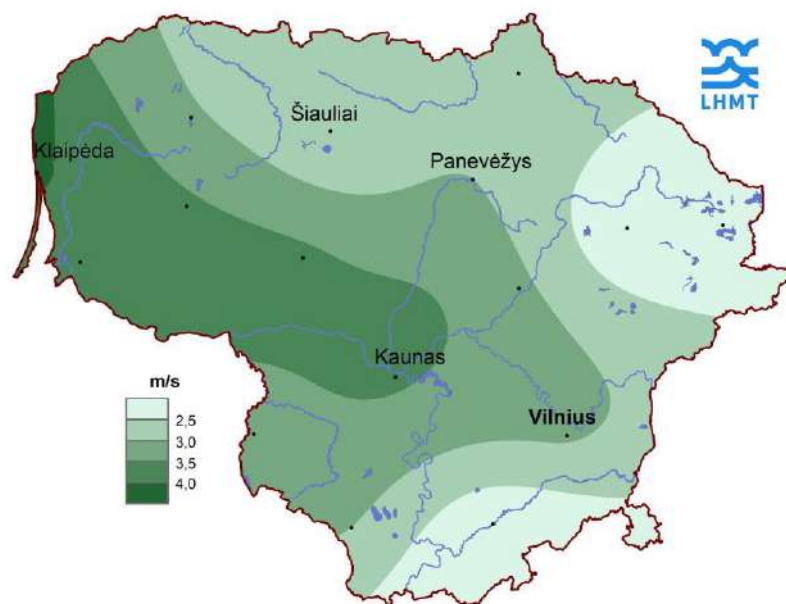 LHMT
Šiauliai
Klaipėda
Panevėžys
Kaunas
Vilnius
m/s
2,5
3,0
3,5
4,0